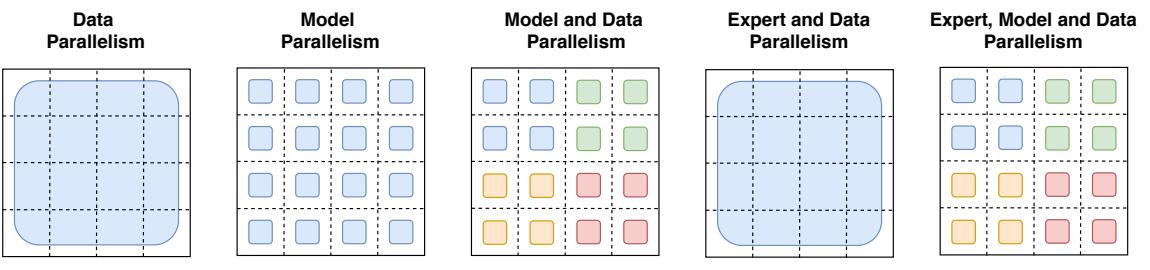 Data
Parallelism
Model
Parallelism
Model and Data
Parallelism
Expert and Data
Parallelism
Expert, Model and Data
Parallelism